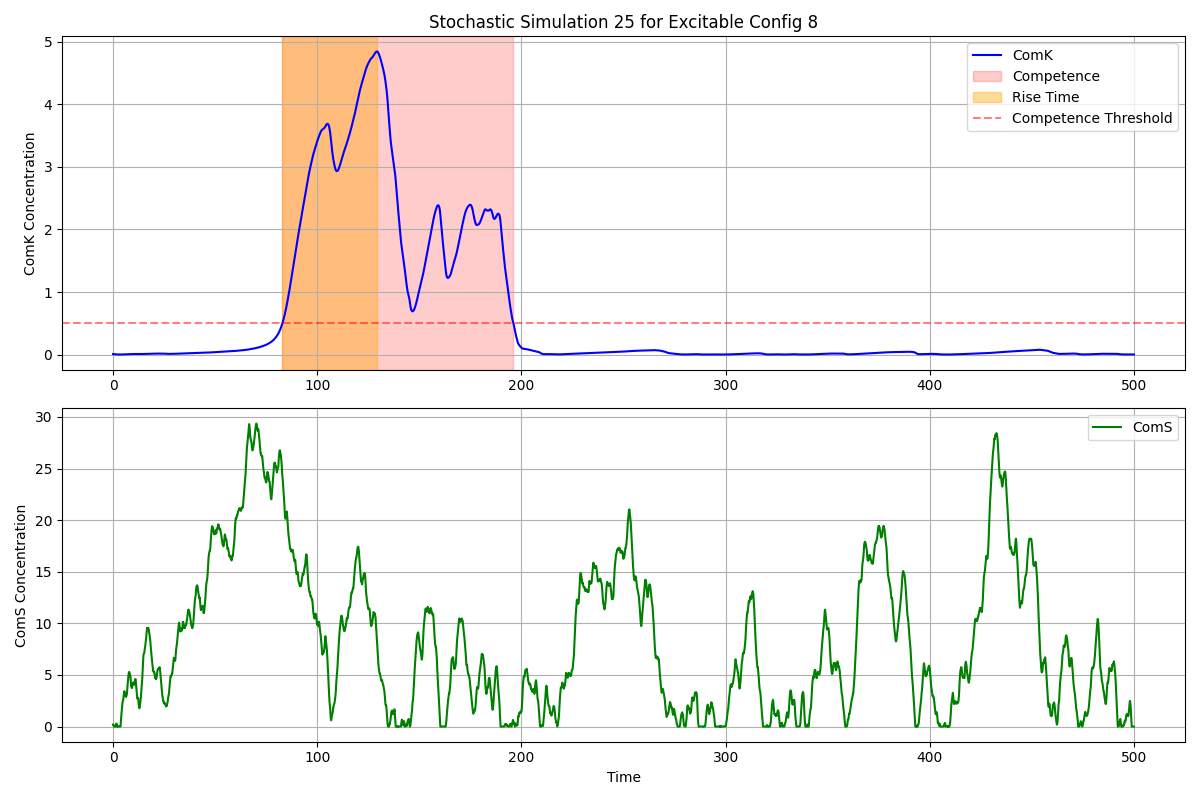 Stochastic Simulation 25 for Excitable Config 8
ComK Concentration
5
4
3
2
1
0
ComK
Competence
Rise Time
Competence Threshold
0 100 200 300 400 500
ComS Concentration
30
25
20
15
10
5
0
ComS
0 100 200 300 400 500
Time